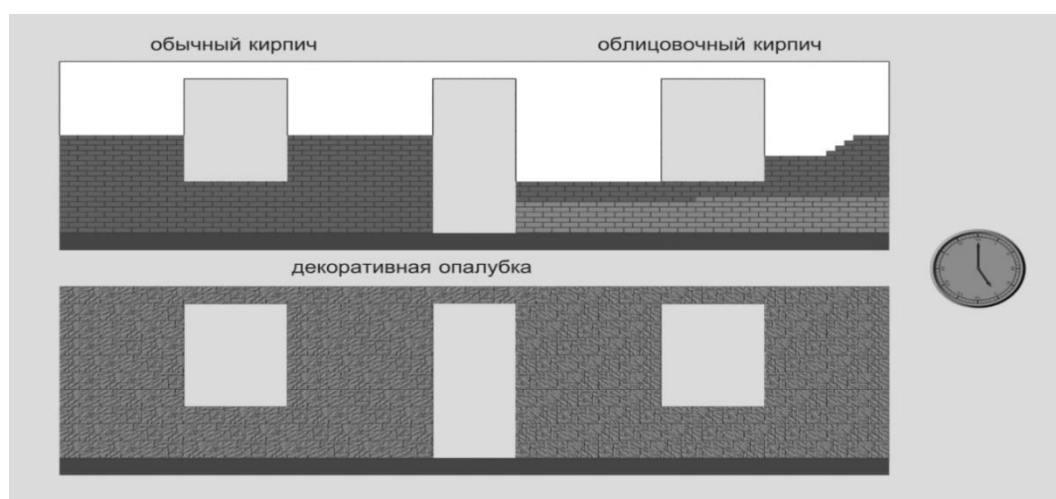 обычный кирпич
облицовочный кирпич
декоративная опалубка